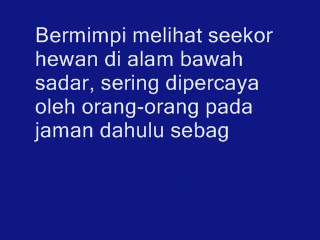 Bermimpi melihat seekor
hewan di alam bawah
sadar, sering dipercaya
oleh orang-orang pada
jaman dahulu sebag